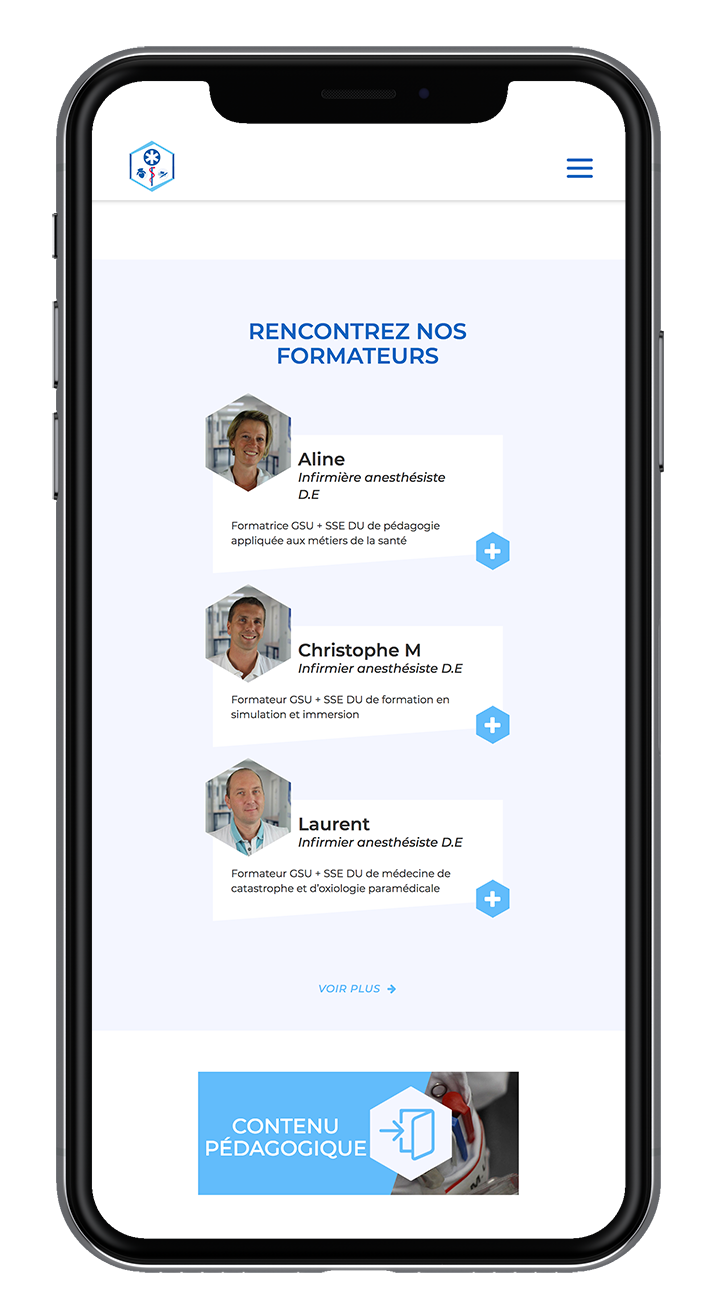 RENCONTREZ NOS
FORMATEURS
Aline
Infirmière anesthésiste
D.E
Formatrice GSU + SSE DU de pédagogie
appliquée aux métiers de la santé
Christophe M
Infirmier anesthésiste D.E
Formateur GSU + SSE DU de formation en
simulation et immersion
Laurent
Infirmier anesthésiste D.E
Formateur GSU + SSE DU de médecine de
catastrophe et d'oxiologie paramédicale
VOIR PLUS →
CONTENU
PÉDAGOGIQUE